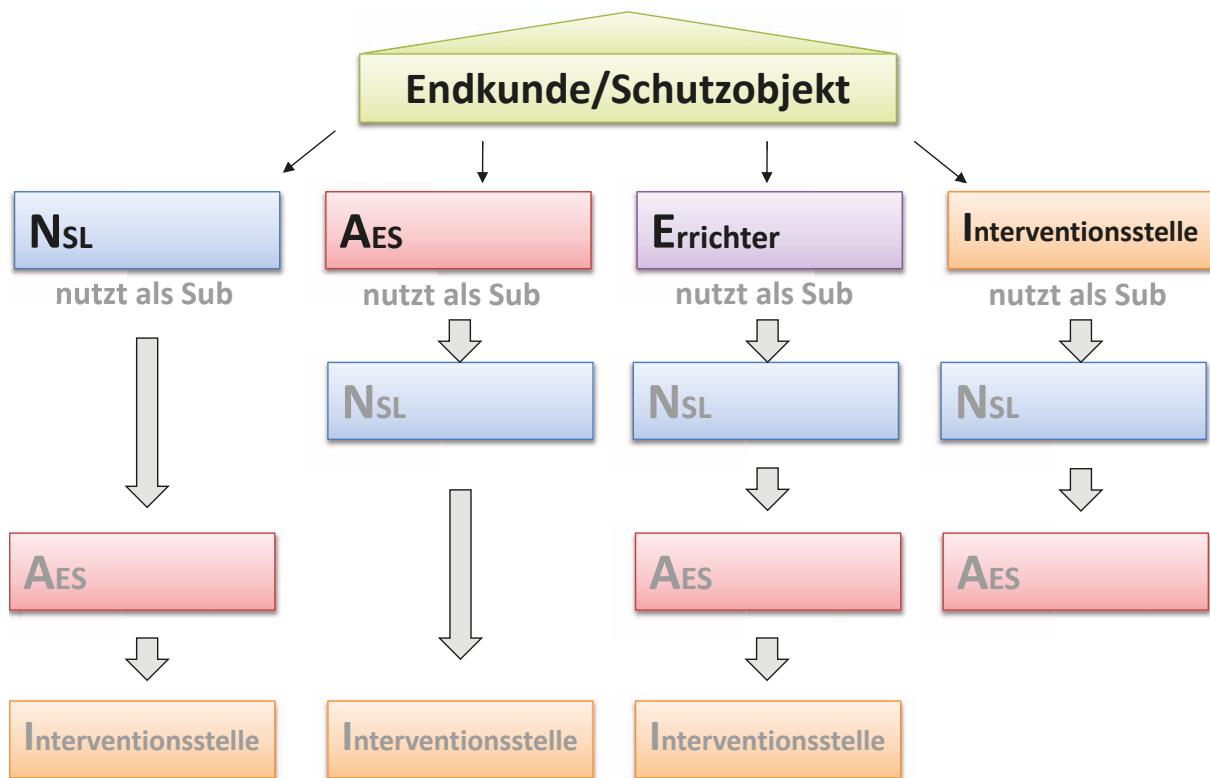 Endkunde/Schutzobjekt
NSL
AES
Errichter
Interventionsstelle
nutzt als Sub
nutzt als Sub
nutzt als Sub
nutzt als Sub
NSL
NSL
NSL
AES
AES
AES
Interventionsstelle
Interventionsstelle
Interventionsstelle